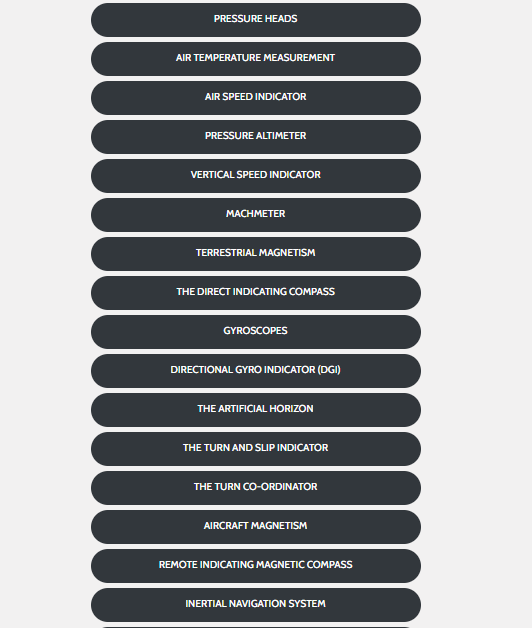 PRESSURE HEADS
AIR TEMPERATURE MEASUREMENT
AIR SPEED INDICATOR
PRESSURE ALTIMETER
VERTICAL SPEED INDICATOR
MACHMETER
TERRESTRIAL MAGNETISM
THE DIRECT INDICATING COMPASS
GYROSCOPES
DIRECTIONAL GYRO INDICATOR (DGI)
THE ARTIFICIAL HORIZON
THE TURN AND SLIP INDICATOR
THE TURN CO-ORDINATOR
AIRCRAFT MAGNETISM
REMOTE INDICATING MAGNETIC COMPASS
INERTIAL NAVIGATION SYSTEM